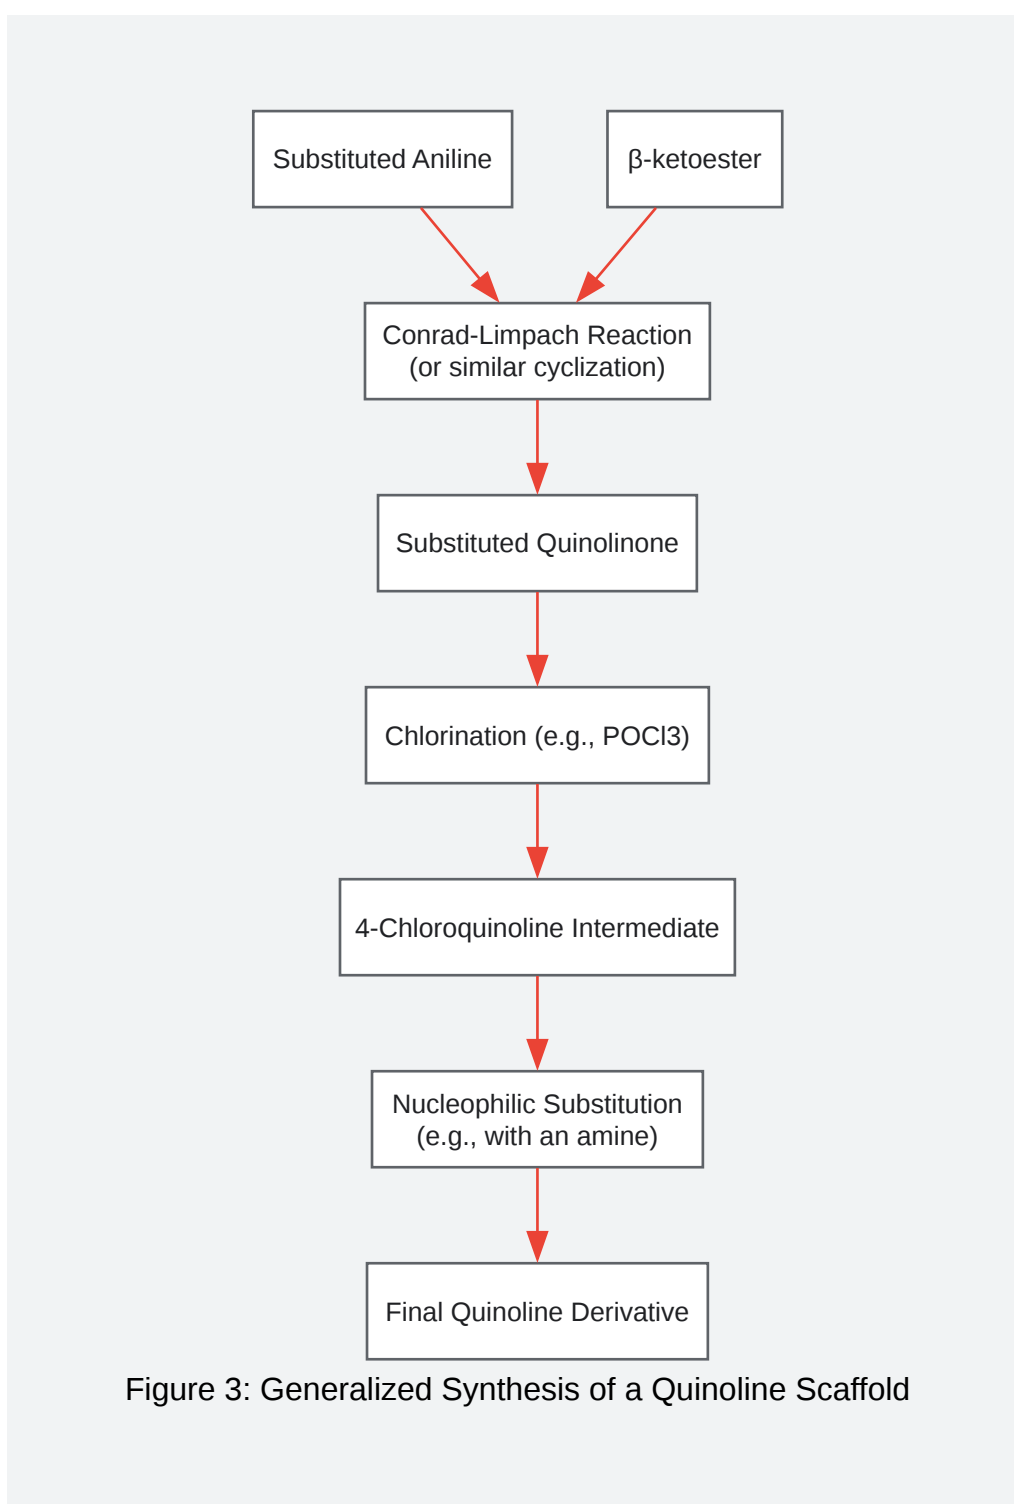 Substituted Aniline
β-ketoester
Conrad-Limpach Reaction
(or similar cyclization)
Substituted Quinolinone
Chlorination (e.g., POCl3)
4-Chloroquinoline Intermediate
Nucleophilic Substitution
(e.g., with an amine)
Final Quinoline Derivative
Figure 3: Generalized Synthesis of a Quinoline Scaffold